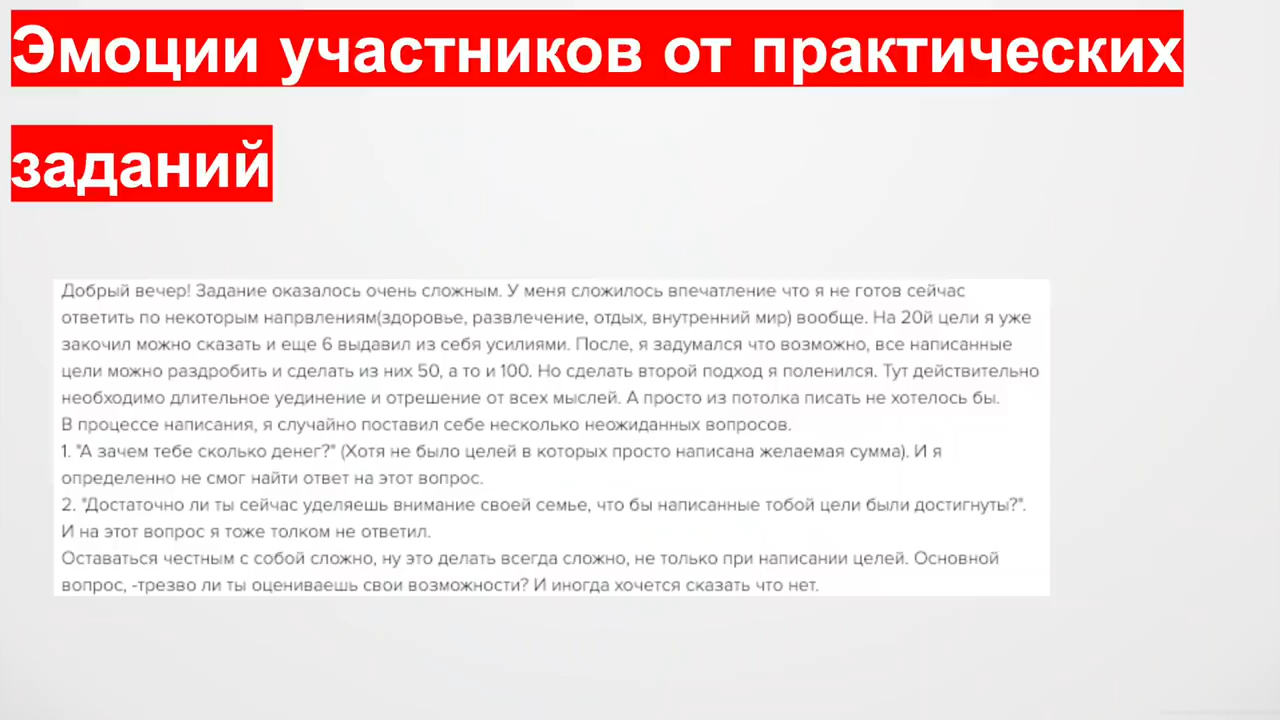 Эмоции участников от практических
заданий
Добрый вечер! Задание оказалось очень сложным. У меня сложилось впечатление что я не готов сейчас
ответить по некоторым напрвлениям(здоровье, развлечение, отдых, внутренний мир) вообще. На 20й цели я уже
закочил можно сказать и еще 6 выдавил из себя усилиями. После, я задумался что возможно, все написанные
цели можно раздробить и сделать из них 50, а то и 100. Но сделать второй подход я поленился. Тут действительно
необходимо длительное уединение и отрешение от всех мыслей. А просто из потолка писать не хотелось бы.
В процессе написания, я случайно поставил себе несколько неожиданных вопросов.
1. "А зачем тебе сколько денег?" (Хотя не было целей в которых просто написана желаемая сумма). И я
определенно не смог найти ответ на этот вопрос.
2. "Достаточно ли ты сейчас уделяешь внимание своей семье, что бы написанные тобой цели были достигнуты?".
И на этот вопрос я тоже толком не ответил.
Оставаться честным с собой сложно, ну это делать всегда сложно, не только при написании целей. Основной
вопрос, -трезво ли ты оцениваешь свои возможности? И иногда хочется сказать что нет.